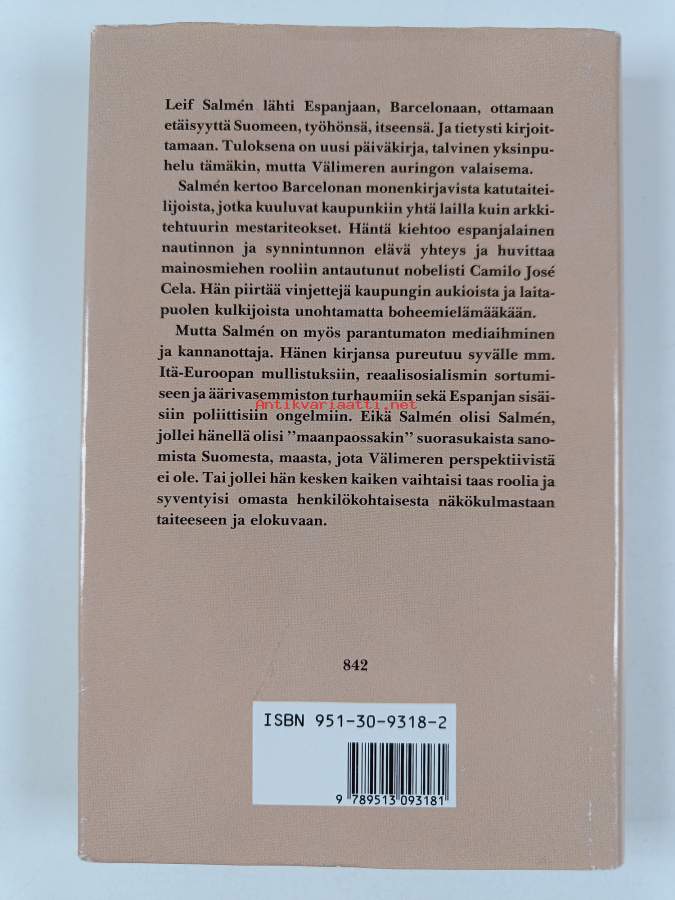 Leif Salmén lähti Espanjaan, Barcelonaan, ottamaan
etäisyyttä Suomeen, työhönsä, itseensä. Ja tietysti kirjoit-
tamaan. Tuloksena on uusi päiväkirja, talvinen yksinpu-
helu tämäkin, mutta Välimeren auringon valaisema.
Salmén kertoo Barcelonan monenkirjavista katutaitei-
lijoista, jotka kuuluvat kaupunkiin yhtä lailla kuin arkki-
tehtuurin mestariteokset. Häntä kiehtoo espanjalainen
nautinnon ja synnintunnon elävä yhteys ja huvittaa
mainosmiehen rooliin antautunut nobelisti Camilo José
Cela. Hän piirtää vinjettejä kaupungin aukioista ja laita-
puolen kulkijoista unohtamatta boheemielämääkään.
Mutta Salmén on myös parantumaton mediaihminen
ja kannanottaja. Hänen kirjansa pureutuu syvälle mm.
Itä-Euroopan mullistuksiin, reaalisosialismin sortumi-
seen ja äärivasemmiston turhaumiin sekä Espanjan sisäi-
Antikvariaatti.net
siin poliittisiin ongelmiin. Eikä Salmén olisi Salmén,
jollei hänellä olisi ”maanpaossakin” suorasukaista sano-
mista Suomesta, maasta, jota Välimeren perspektiivistä
ei ole. Tai jollei hän kesken kaiken vaihtaisi taas roolia ja
syventyisi omasta henkilökohtaisesta näkökulmastaan
taiteeseen ja elokuvaan.
842
ISBN 951-30-9318-2
9 789513 093181